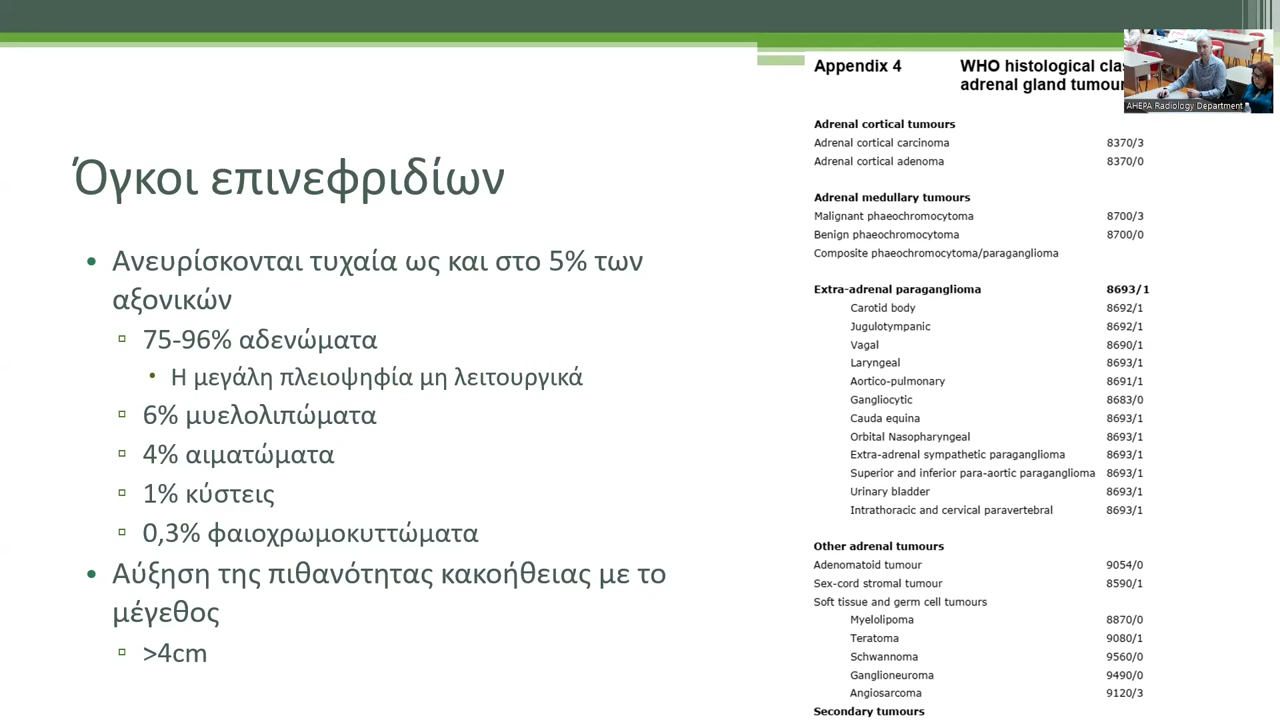 Όγκοι επινεφριδίων
Ανευρίσκονται τυχαία ως και στο 5% των
αξονικών
75-96% αδενώματα
Η μεγάλη πλειοψηφία μη λειτουργικά
6% μυελολιπώματα
4% αιματώματα
1% κύστεις
0,3% φαιοχρωμοκυττώματα
Αύξηση της πιθανότητας κακοήθειας με το
μέγεθος
>4cm
Appendix 4 WHO histological
adrenal gland
Adrenal cortical tumours
Adrenal cortical carcinoma 8370/3
Adrenal cortical adenoma 8370/0
Adrenal medullary tumours
Malignant phaeochromocytoma 8700/3
Benign phaeochromocytoma 8700/0
Composite phaeochromocytoma/paraganglioma
Extra-adrenal paraganglioma 8693/1
Carotid body 8692/1
Jugulotympanic 8692/1
Vagal 8690/1
Laryngeal 8693/1
Aortico-pulmonary 8691/1
Gangliocytic 8683/0
Cauda equina 8693/1
Orbital Nasopharyngeal 8693/1
Extra-adrenal sympathetic paraganglioma 8693/1
Superior and inferior para-aortic paraganglioma 8693/1
Urinary bladder 8693/1
Intrathoracic and cervical paravertebral 8693/1
Other adrenal tumours
Adenomatoid tumour 9054/0
Sex-cord stromal tumour 8590/1
Soft tissue and germ cell tumours
Myelolipoma 8870/0
Teratoma 9080/1
Schwannoma 9560/0
Ganglioneuroma 9490/0
Angiosarcoma 9120/3
Secondary tumours
AHEPA Radiology Department